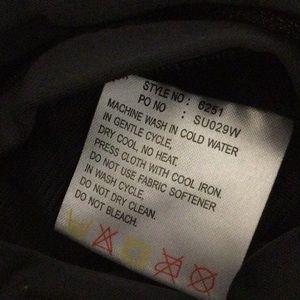 STYLE NO : 6251
PO NO : SU029W
MACHINE WASH IN COLD WATER
IN GENTLE CYCLE.
DRY COOL, NO HEAT.
PRESS CLOTH WITH COOL IRON.
DO NOT USE FABRIC SOFTENER
IN WASH CYCLE.
DO NOT DRY CLEAN.
DO NOT BLEACH.